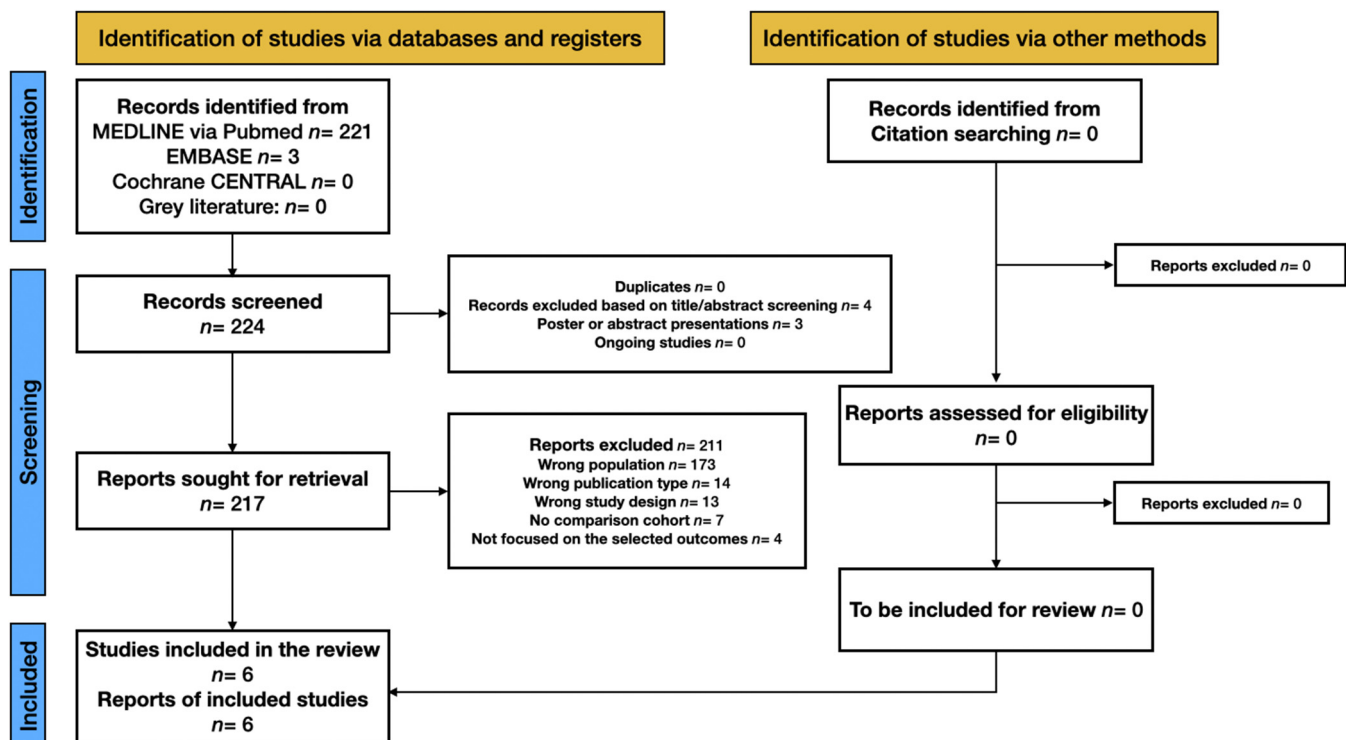 Identification of studies via databases and registers
Identification of studies via other methods
Identification
Records identified from
MEDLINE via Pubmed n= 221
EMBASE n= 3
Cochrane CENTRAL n= 0
Grey literature: n= 0
Records identified from
Citation searching n= 0
Reports excluded n= 0
Screening
Records screened
n= 224
Duplicates n= 0
Records excluded based on title/abstract screening n= 4
Poster or abstract presentations n= 3
Ongoing studies n= 0
Reports assessed for eligibility
n= 0
Reports sought for retrieval
n= 217
Reports excluded n= 211
Wrong population n= 173
Wrong publication type n= 14
Wrong study design n= 13
No comparison cohort n= 7
Not focused on the selected outcomes n= 4
Reports excluded n= 0
To be included for review n= 0
Included
Studies included in the review
n= 6
Reports of included studies
n= 6